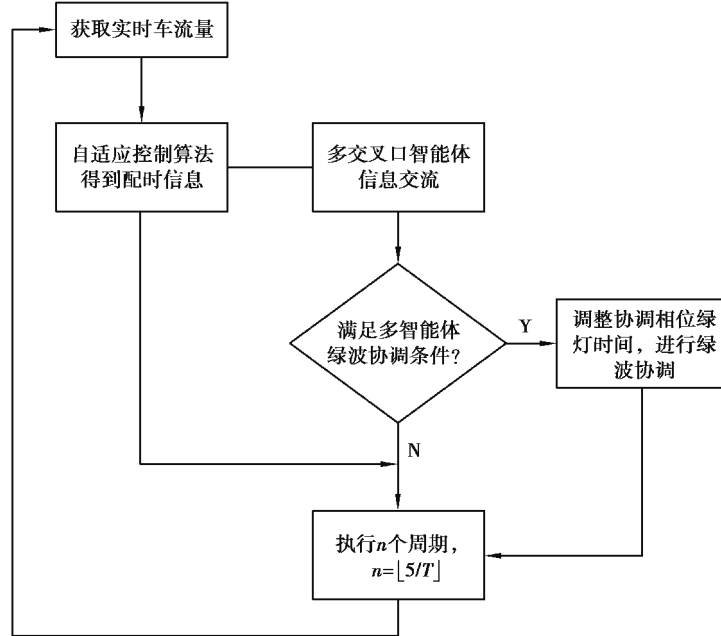 获取实时车流量
自适应控制算法
得到配时信息
多交叉口智能体
信息交流
满足多智能体
绿波协调条件?
Y
调整协调相位绿
灯时间，进行绿
波协调
N
执行n个周期，
n=⌊5/T⌋